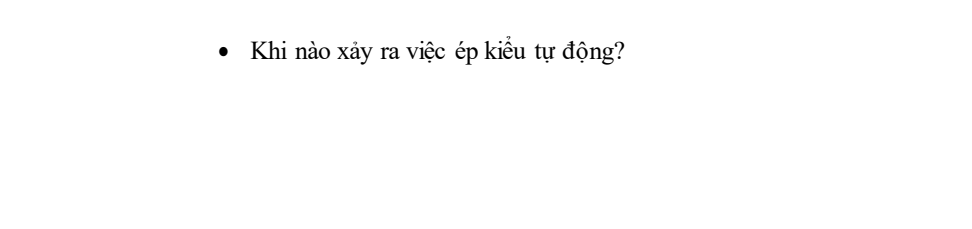 • Khi nào xảy ra việc ép kiểu tự động?